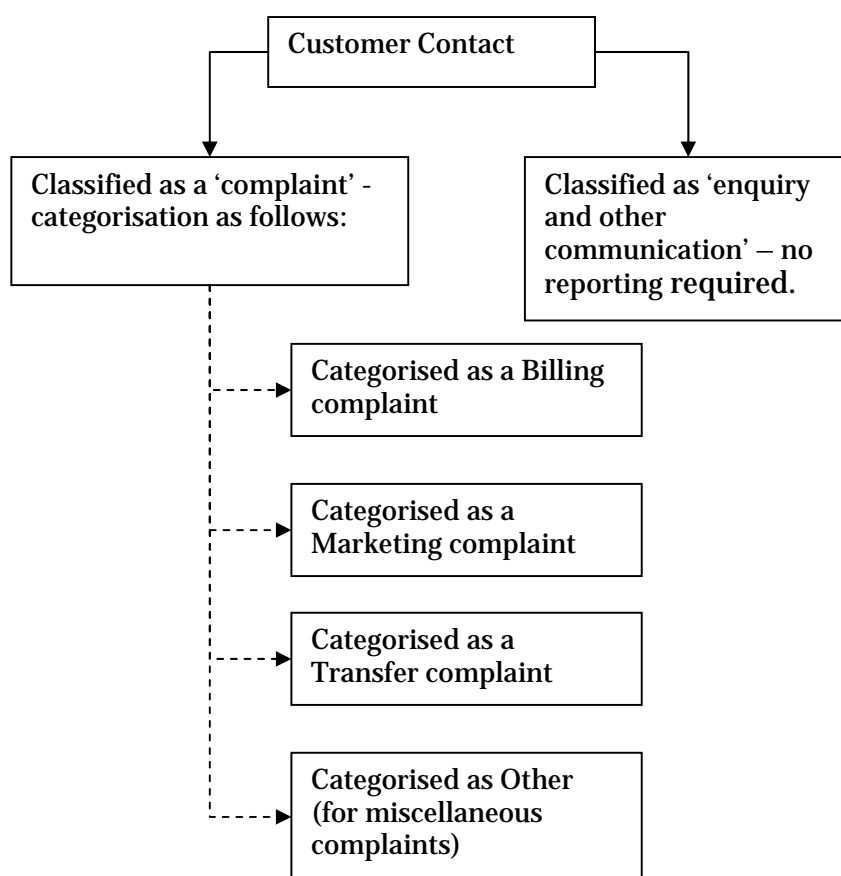 Customer Contact
Classified as a ‘complaint’ -
categorisation as follows:
Classified as ‘enquiry
and other
communication’ – no
reporting required.
Categorised as a Billing
complaint
Categorised as a
Marketing complaint
Categorised as a
Transfer complaint
Categorised as Other
(for miscellaneous
complaints)